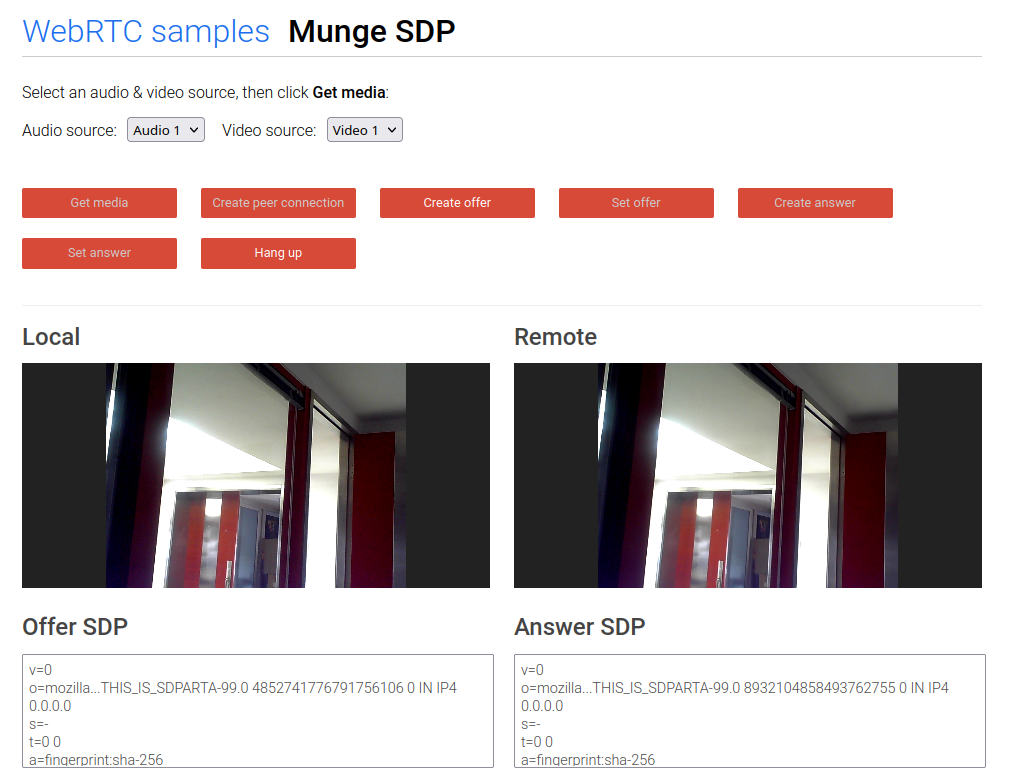 WebRTC samples Munge SDP
Select an audio & video source, then click Get media:
Audio source: Audio 1 Video source: Video 1
Get media Create peer connection Create offer Set offer Create answer
Set answer Hang up
Local Remote
Offer SDP
v=0
o=mozilla...THIS_IS_SDPARTA-99.0 4852741776791756106 0 IN IP4
0.0.0.0
s=-
t=0 0
a=fingerprint:sha-256
Answer SDP
v=0
o=mozilla...THIS_IS_SDPARTA-99.0 8932104858493762755 0 IN IP4
0.0.0.0
s=-
t=0 0
a=fingerprint:sha-256